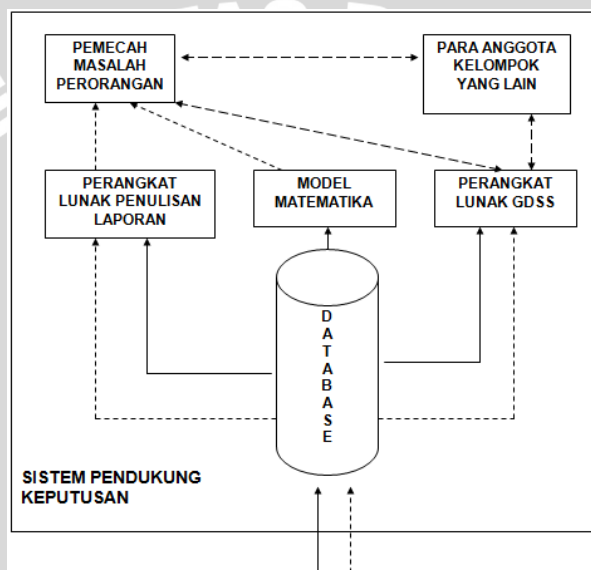 PEMECAH
MASALAH
PERORANGAN
PARA ANGGOTA
KELOMPOK
YANG LAIN
PERANGKAT
LUNAK PENULISAN
LAPORAN
MODEL
MATEMATIKA
PERANGKAT
LUNAK GDSS
DATABASE
SISTEM PENDUKUNG
KEPUTUSAN